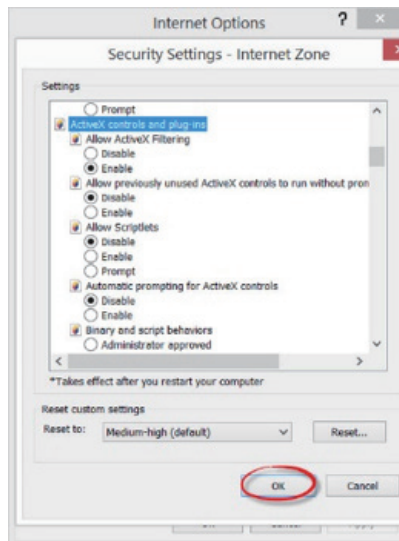 Internet Options
?
Security Settings - Internet Zone
Settings
Prompt
ActiveX controls and plug-ins
Allow ActiveX Filtering
Disable
Enable
Allow previously unused ActiveX controls to run without pron
Disable
Enable
Allow Scriptlets
Disable
Enable
Prompt
Automatic prompting for ActiveX controls
Disable
Enable
Binary and script behaviors
Administrator approved
*Takes effect after you restart your computer
Reset custom settings
Reset to: Medium-high (default) Reset...
OK Cancel